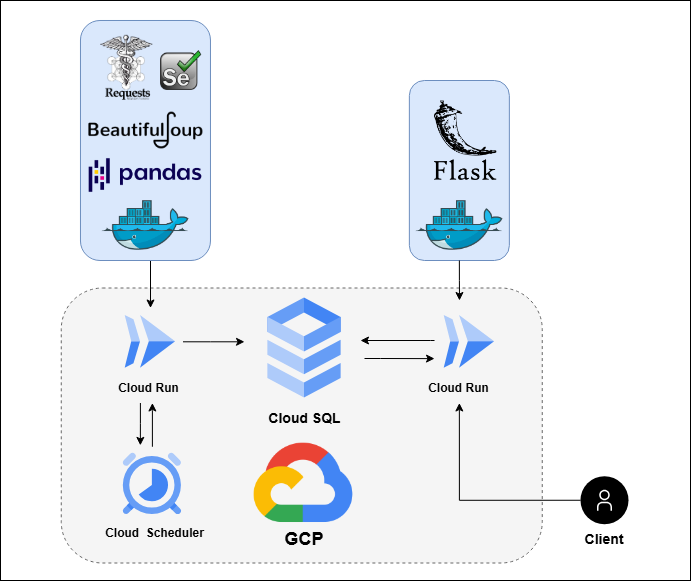 Requests
Se
BeautifulSoup
pandas
Flask
Cloud Run
Cloud SQL
Cloud Run
Cloud Scheduler
GCP
Client